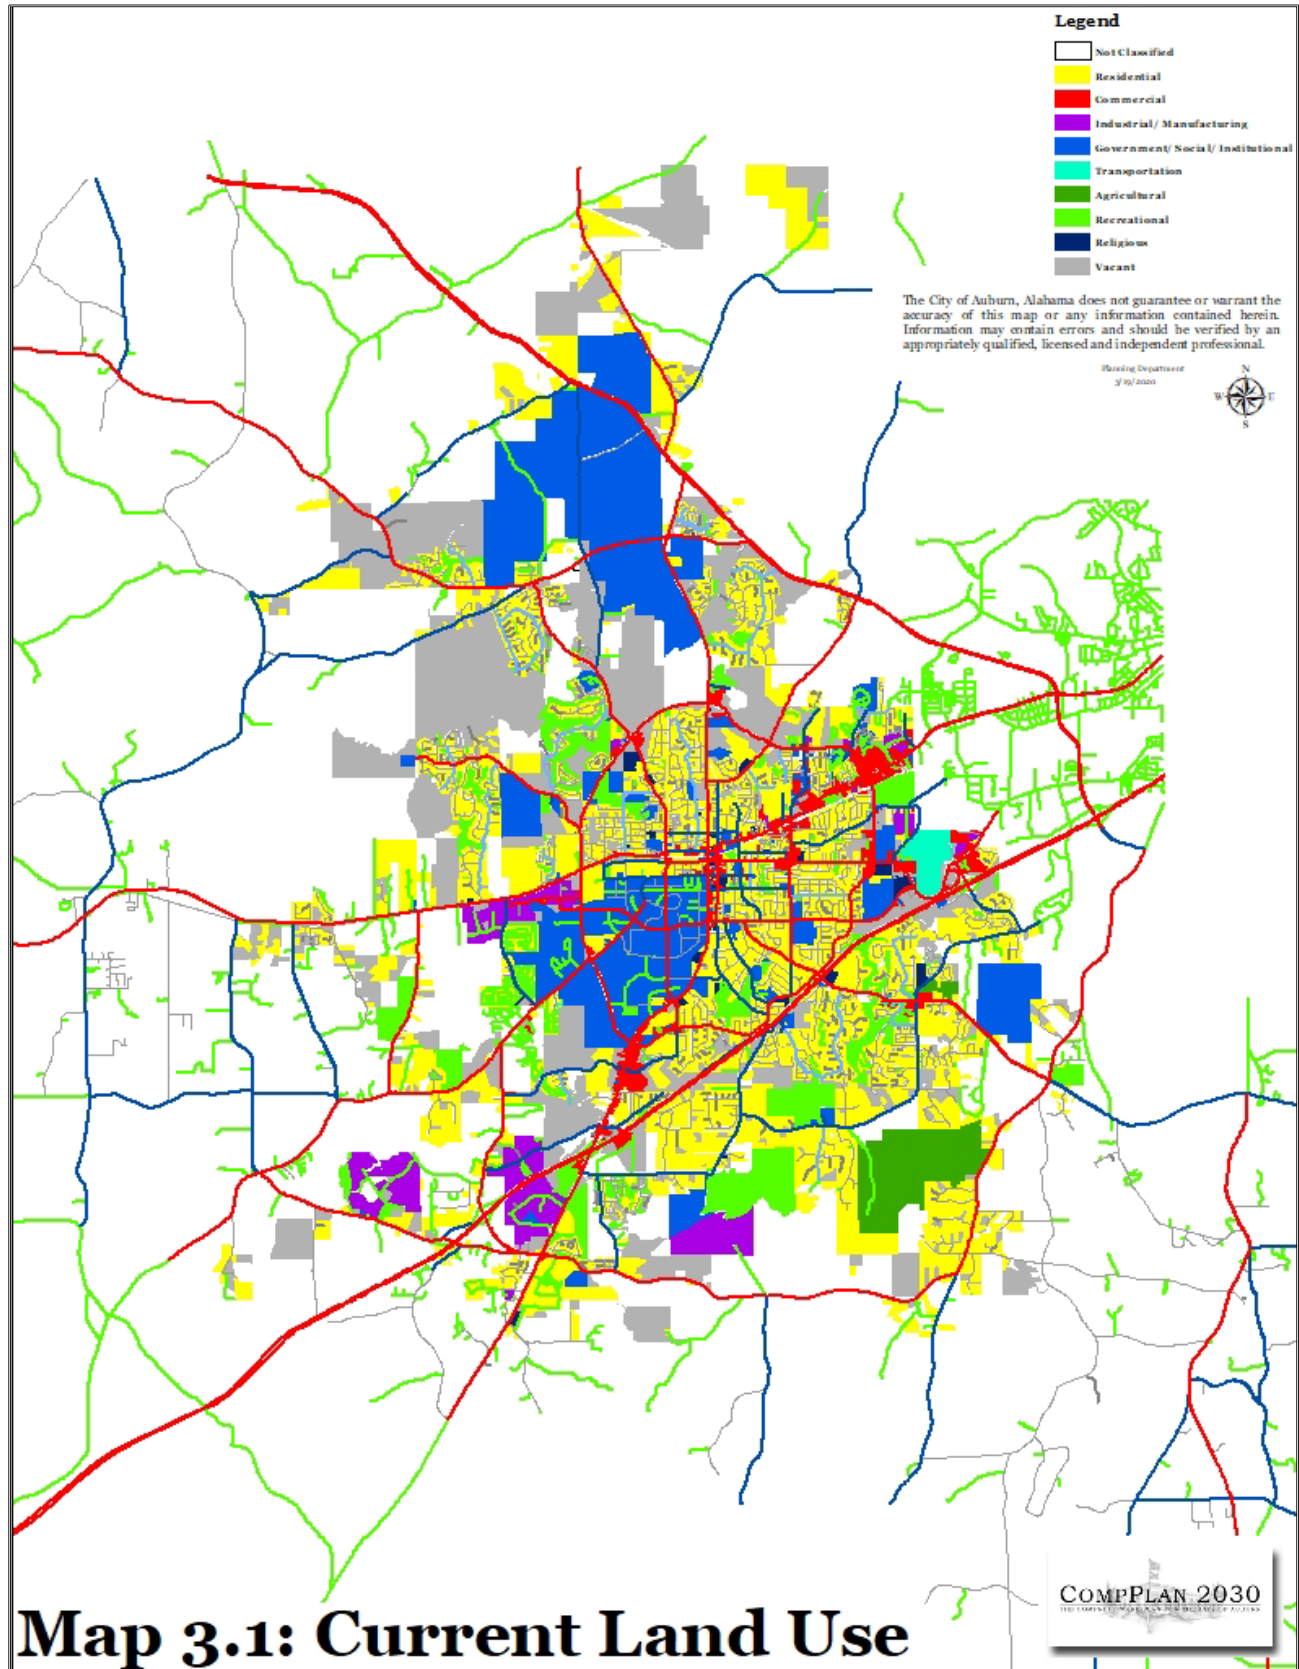 Legend
Not Classified
Residential
Commercial
Industrial/ Manufacturing
Government/ Social/ Institutional
Transportation
Agricultural
Recreational
Religious
Vacant
The City of Auburn, Alabama does not guarantee or warrant the
accuracy of this map or any information contained herein.
Information may contain errors and should be verified by an
appropriately qualified, licensed and independent professional.
Planning Department
3/19/2020
N
W E
S
COMPPLAN 2030
Map 3.1: Current Land Use